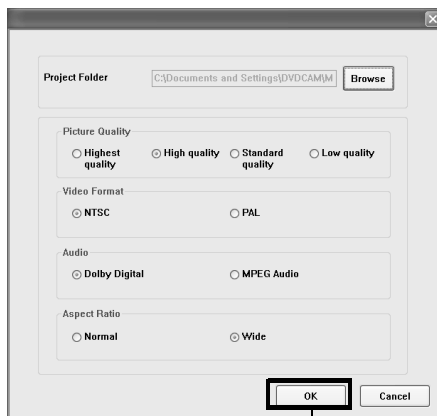 Project Folder C:\Documents and Settings\DVDCAM\M Browse
Picture Quality
Highest quality High quality Standard quality Low quality
Video Format
NTSC PAL
Audio
Dolby Digital MPEG Audio
Aspect Ratio
Normal Wide
OK Cancel